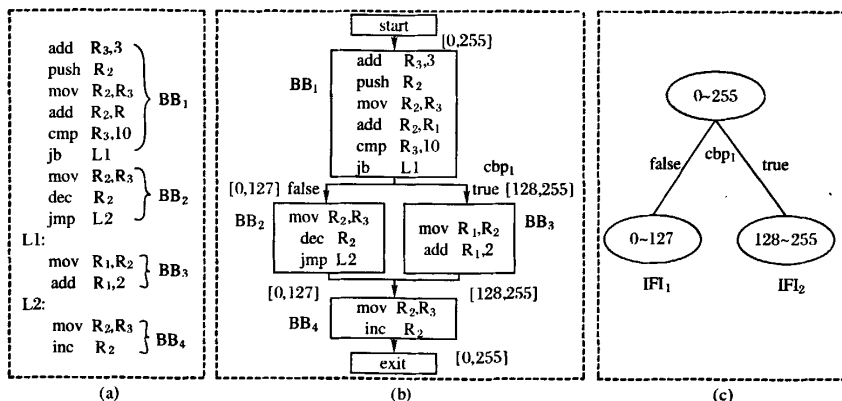 add R3,3
push R2
mov R2,R3
add R2,R
cmp R3,10
jb L1
BB1
mov R2,R3
dec R2
jmp L2
BB2
L1:
mov R1,R2
add R1,2
BB3
L2:
mov R2,R3
inc R2
BB4
(a)
start
[0,255]
BB1
add R3,3
push R2
mov R2,R3
add R2,R1
cmp R3,10
jb L1
cbp1
[0,127] false
true [128,255]
BB2
mov R2,R3
dec R2
jmp L2
mov R1,R2
add R1,2
BB3
[0,127]
[128,255]
BB4
mov R2,R3
inc R2
exit
[0,255]
(b)
0~255
false
cbp1
true
0~127
128~255
IFI1
IFI2
(c)